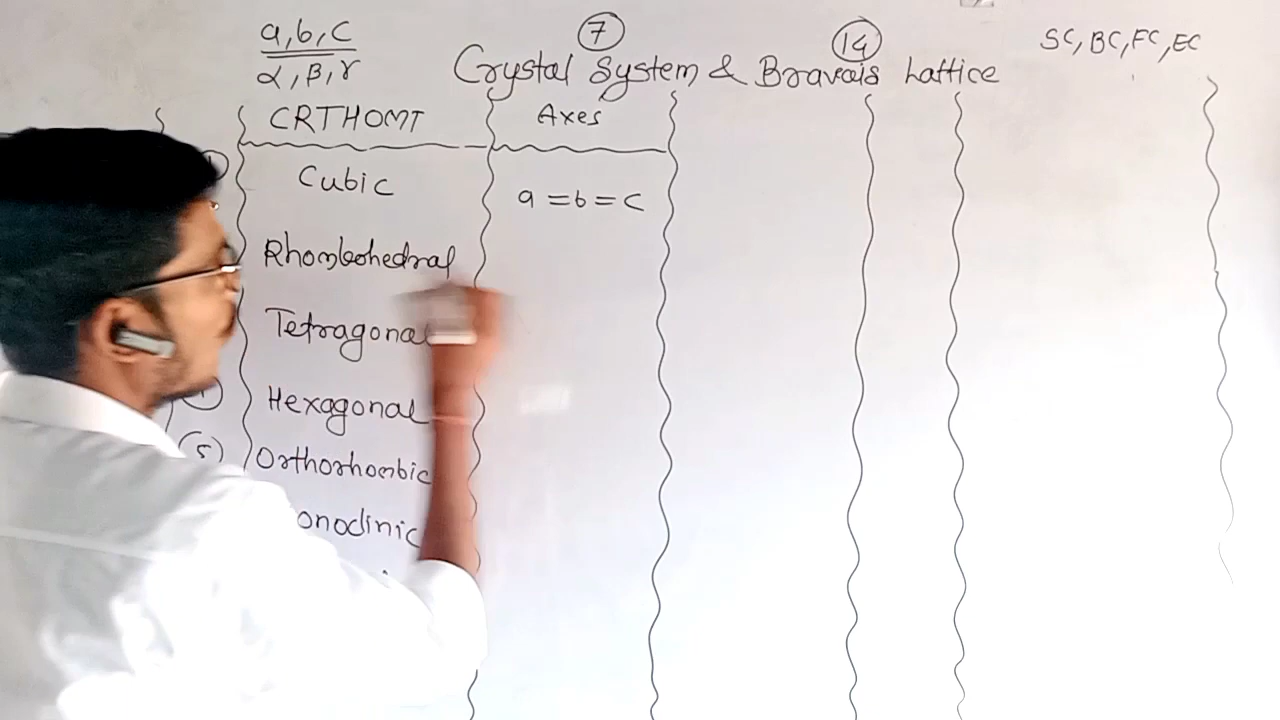 a, b, c
α, β, γ
7
14
Crystal System & Bravais Lattice
SC, BC, FC, EC
CRTHOMT
Axes
Cubic
a = b = c
Rhombohedral
Tetragonal
Hexagonal
(5) Orthorhombic
onoclinic